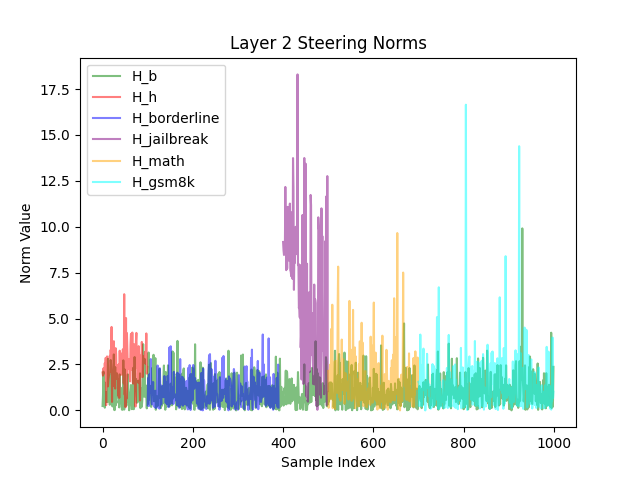 Layer 2 Steering Norms
H_b
H_h
H_borderline
H_jailbreak
H_math
H_gsm8k
17.5
15.0
12.5
10.0
7.5
5.0
2.5
0.0
Norm Value
0 200 400 600 800 1000
Sample Index